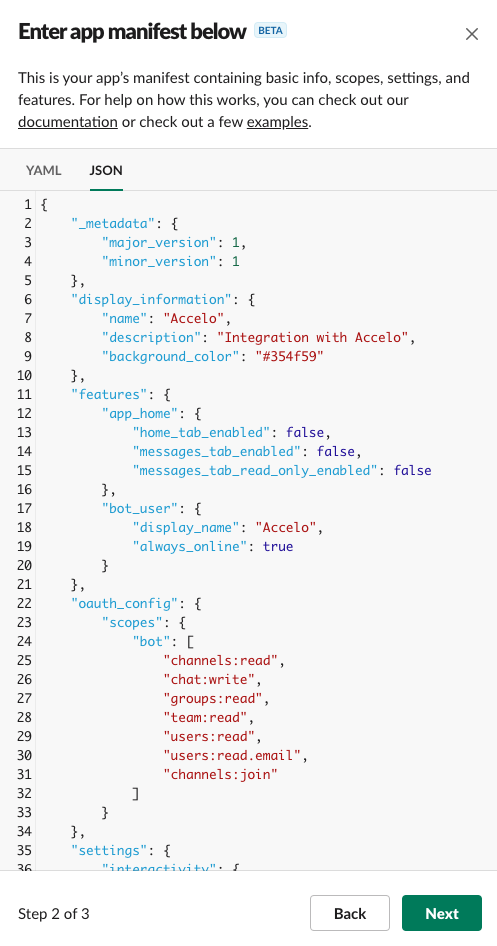 Enter app manifest below BETA
This is your app's manifest containing basic info, scopes, settings, and
features. For help on how this works, you can check out our
documentation or check out a few examples.
YAML JSON
1 {
2     "_metadata": {
3         "major_version": 1,
4         "minor_version": 1
5     },
6     "display_information": {
7         "name": "Accelo",
8         "description": "Integration with Accelo",
9         "background_color": "#354f59"
10     },
11     "features": {
12         "app_home": {
13             "home_tab_enabled": false,
14             "messages_tab_enabled": false,
15             "messages_tab_read_only_enabled": false
16         },
17         "bot_user": {
18             "display_name": "Accelo",
19             "always_online": true
20         }
21     },
22     "oauth_config": {
23         "scopes": {
24             "bot": [
25                 "channels:read",
26                 "chat:write",
27                 "groups:read",
28                 "team:read",
29                 "users:read",
30                 "users:read.email",
31                 "channels:join"
32             ]
33         }
34     },
35     "settings": {
36         "interactivity": {
Step 2 of 3 Back Next